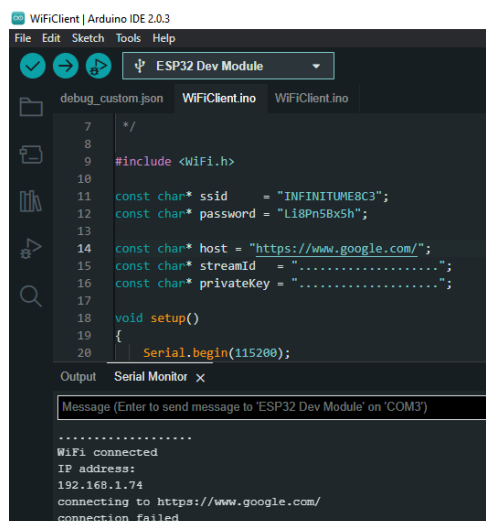 WiFiClient | Arduino IDE 2.0.3
File Edit Sketch Tools Help
ESP32 Dev Module
debug_custom.json WiFiClient.ino WiFiClient.ino
7 */
8
9 #include <WiFi.h>
10
11 const char* ssid = "INFINITUME8C3";
12 const char* password = "Li8Pn5Bx5h";
13
14 const char* host = "https://www.google.com/";
15 const char* streamId = "....................";
16 const char* privateKey = "....................";
17
18 void setup()
19 {
20 Serial.begin(115200);
Output Serial Monitor ×
Message (Enter to send message to 'ESP32 Dev Module' on 'COM3')
...................
WiFi connected
IP address:
192.168.1.74
connecting to https://www.google.com/
connection failed